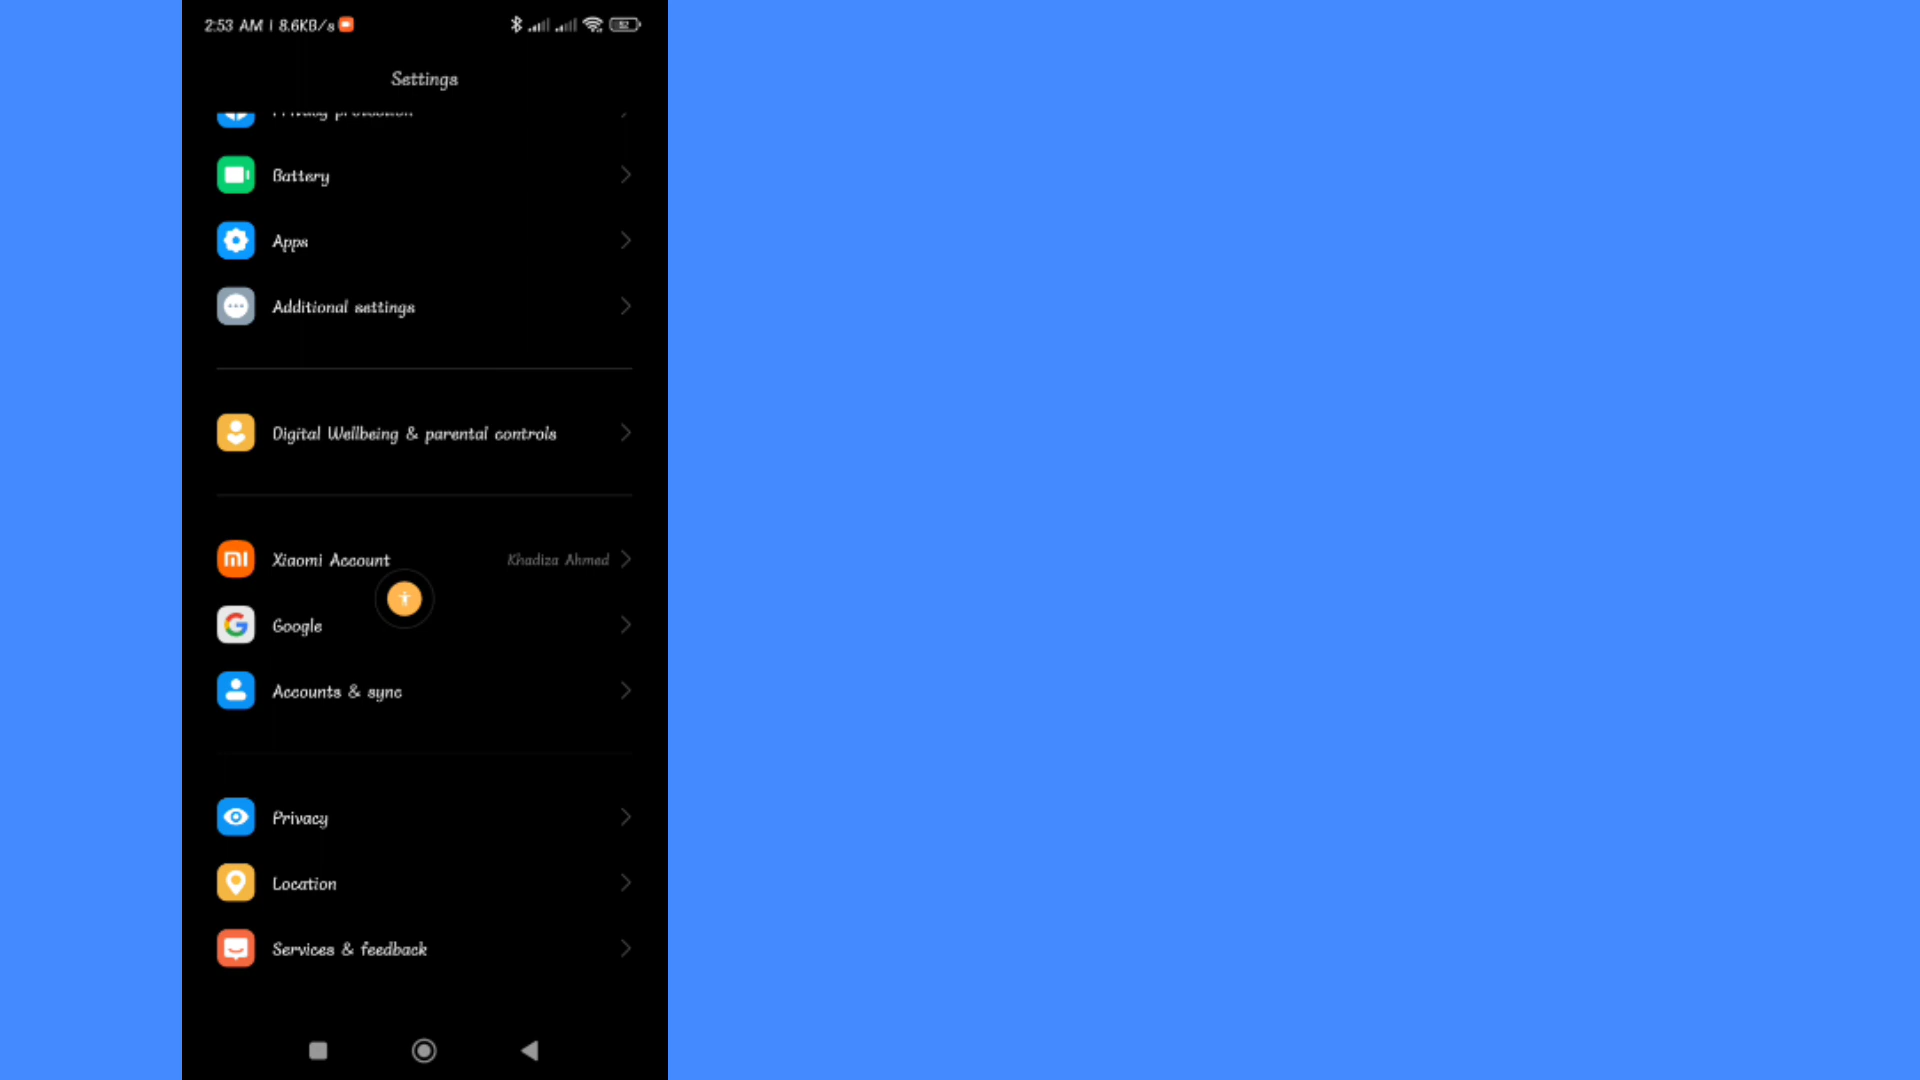 2:53 AM | 8.6KB/s
Settings
Privacy protection
Battery
Apps
Additional settings
Digital Wellbeing & parental controls
Xiaomi Account Khadiza Ahmed
Google
Accounts & sync
Privacy
Location
Services & feedback